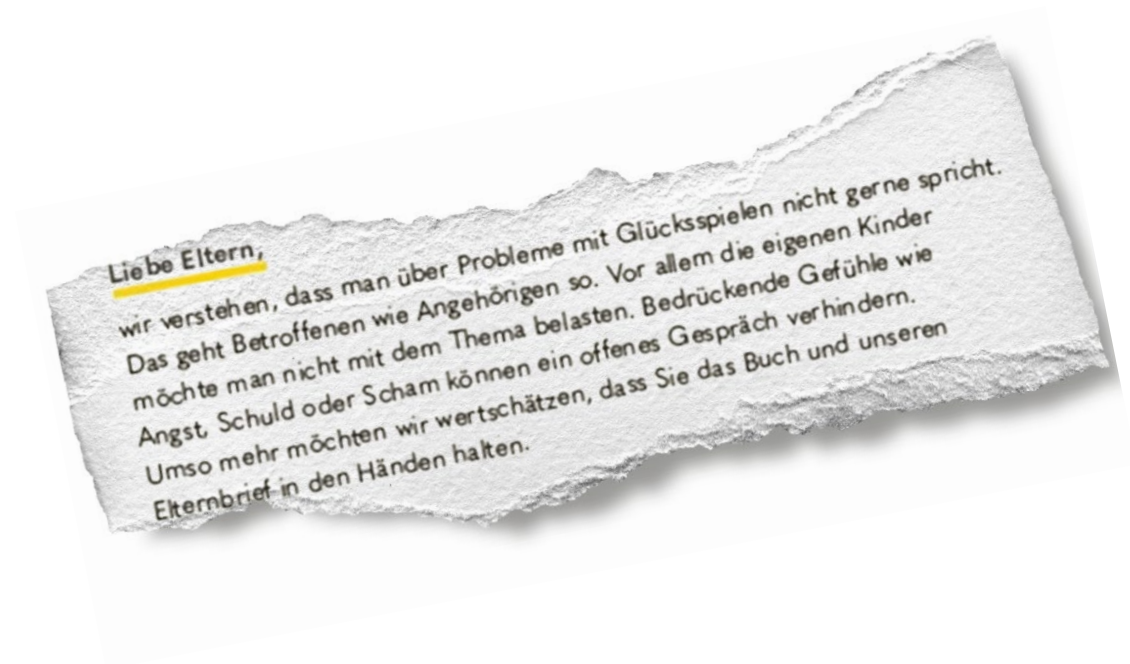 Liebe Eltern,
wir verstehen, dass man über Probleme mit Glücksspielen nicht gerne spricht.
Das geht Betroffenen wie Angehörigen so. Vor allem die eigenen Kinder
möchte man nicht mit dem Thema belasten. Bedrückende Gefühle wie
Angst, Schuld oder Scham können ein offenes Gespräch verhindern.
Umso mehr möchten wir wertschätzen, dass Sie das Buch und unseren
Elternbrief in den Händen halten.